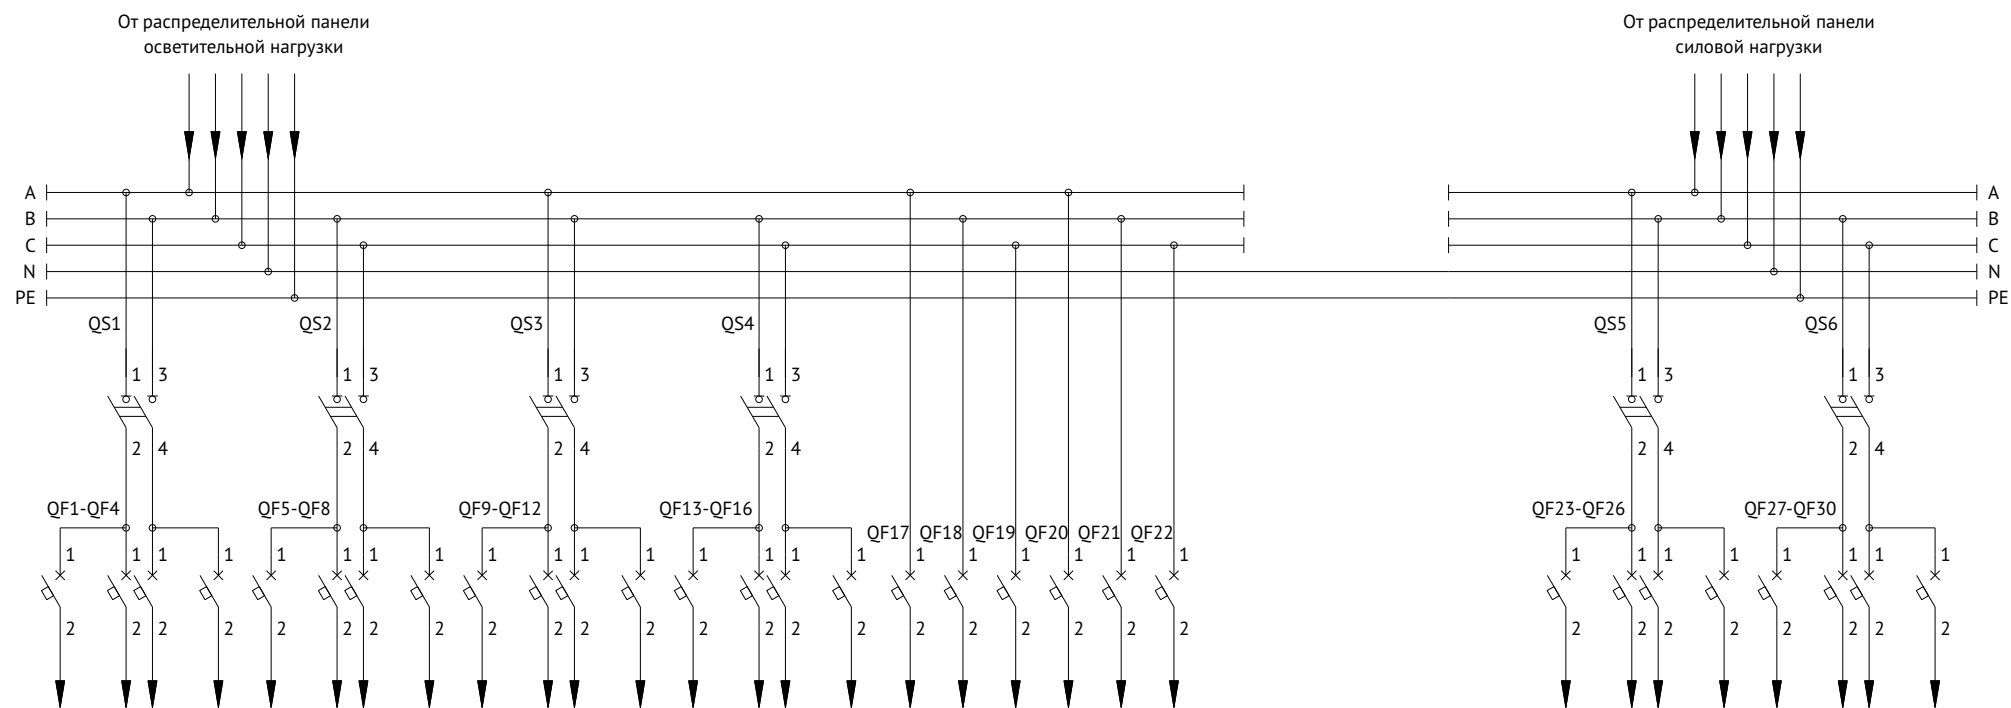 От распределительной панели
осветительной нагрузки
От распределительной панели
силовой нагрузки
A A
B B
C C
N N
PE PE
QS1 QS2 QS3 QS4 QS5 QS6
1 3 1 3 1 3 1 3 1 3 1 3
2 4 2 4 2 4 2 4 2 4 2 4
QF1-QF4 QF5-QF8 QF9-QF12 QF13-QF16 QF23-QF26 QF27-QF30
QF17 QF18 QF19 QF20 QF21 QF22
1 1 1 1 1 1 1 1 1 1 1 1 1 1 1 1 1 1 1 1 1 1 1 1 1 1 1 1 1 1
2 2 2 2 2 2 2 2 2 2 2 2 2 2 2 2 2 2 2 2 2 2 2 2 2 2 2 2 2 2